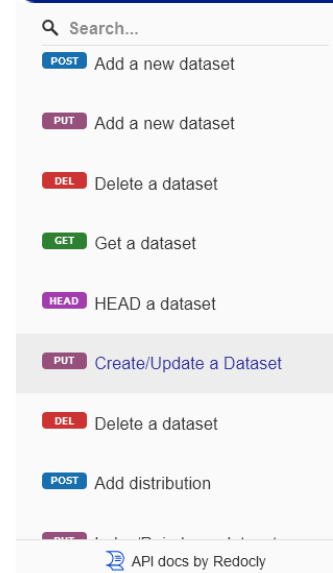 Search...
POST Add a new dataset
PUT Add a new dataset
DEL Delete a dataset
GET Get a dataset
HEAD HEAD a dataset
PUT Create/Update a Dataset
DEL Delete a dataset
POST Add distribution
API docs by Redocly